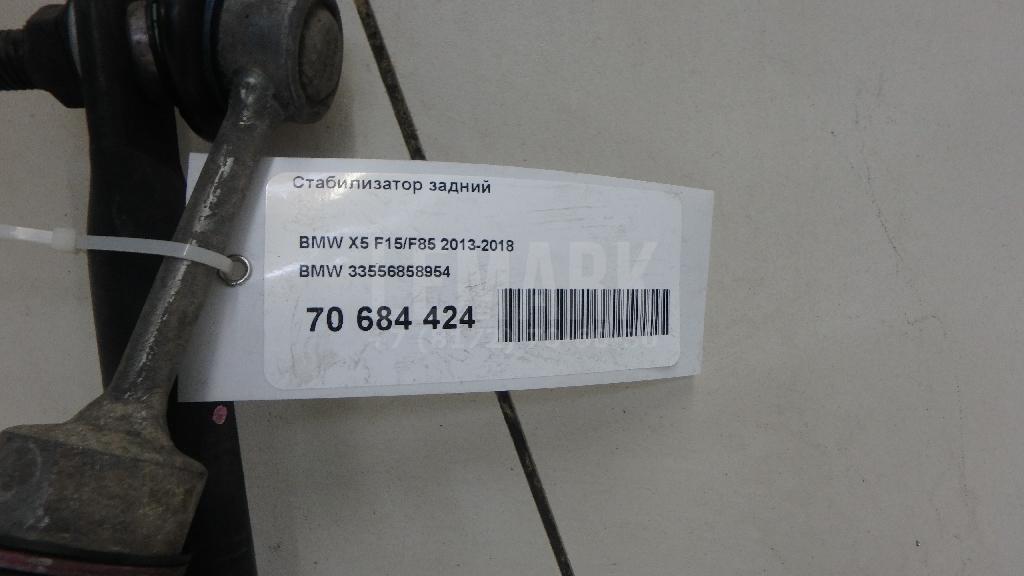 Стабилизатор задний
BMW X5 F15/F85 2013-2018
BMW 33556858954
70 684 424